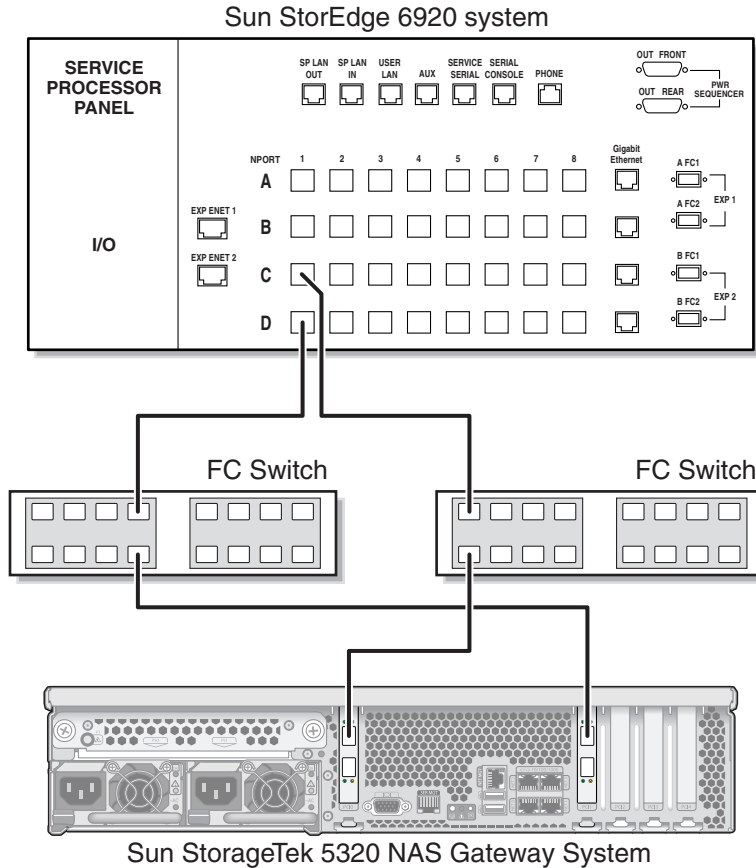 Sun StorEdge 6920 system
SERVICE
PROCESSOR
PANEL
I/O
SP LAN
OUT
SP LAN
IN
USER
LAN
AUX
SERVICE
SERIAL
SERIAL
CONSOLE
PHONE
OUT FRONT
OUT REAR
PWR
SEQUENCER
NPORT 1 2 3 4 5 6 7 8
Gigabit
Ethernet
A
B
C
D
EXP ENET 1
EXP ENET 2
A FC1
A FC2
EXP 1
B FC1
B FC2
EXP 2
FC Switch
FC Switch
Sun StorageTek 5320 NAS Gateway System